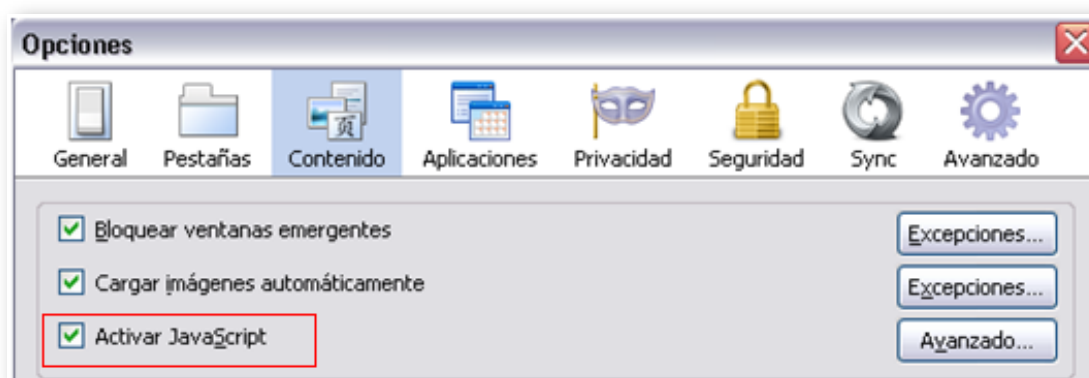 Opciones
General Pestañas Contenido Aplicaciones Privacidad Seguridad Sync Avanzado
Bloquear ventanas emergentes Excepciones...
Cargar imágenes automáticamente Excepciones...
Activar JavaScript Avanzado...